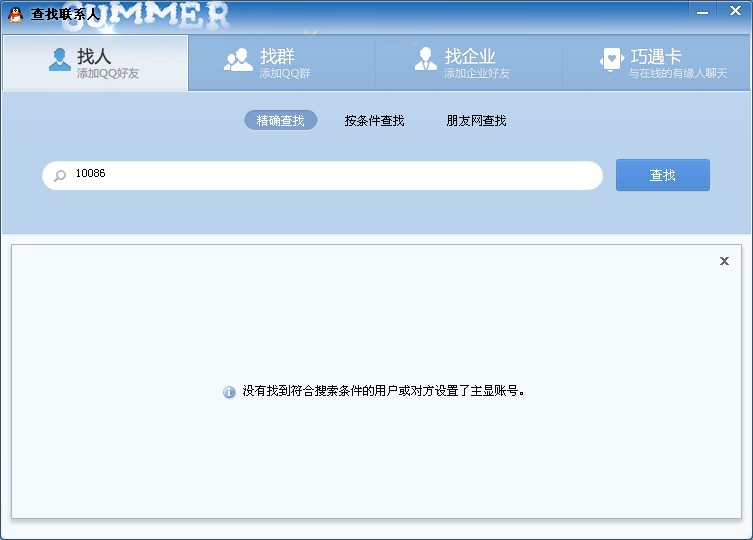 SUMMER
查找联系人
找人
添加QQ好友
找群
添加QQ群
找企业
添加企业好友
巧遇卡
与在线的有缘人聊天
精确查找
按条件查找
朋友网查找
10086
查找
没有找到符合搜索条件的用户或对方设置了主显账号。